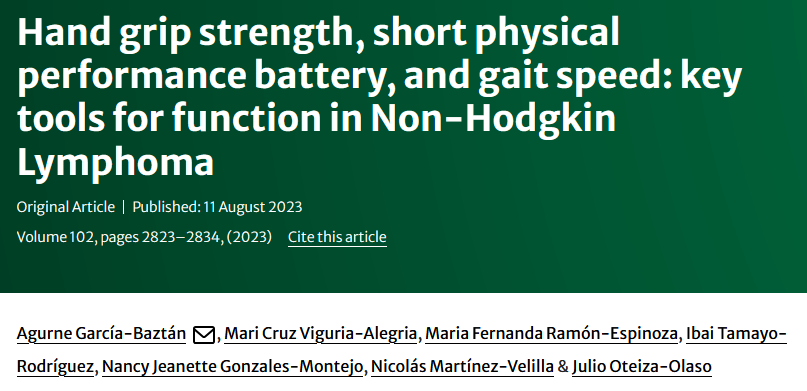 Hand grip strength, short physical
performance battery, and gait speed: key
tools for function in Non-Hodgkin
Lymphoma
Original Article | Published: 11 August 2023
Volume 102, pages 2823–2834, (2023) Cite this article
Agurne García-Baztán, Mari Cruz Viguria-Alegria, Maria Fernanda Ramón-Espinoza, Ibai Tamayo-
Rodríguez, Nancy Jeanette Gonzales-Montejo, Nicolás Martínez-Velilla & Julio Oteiza-Olaso